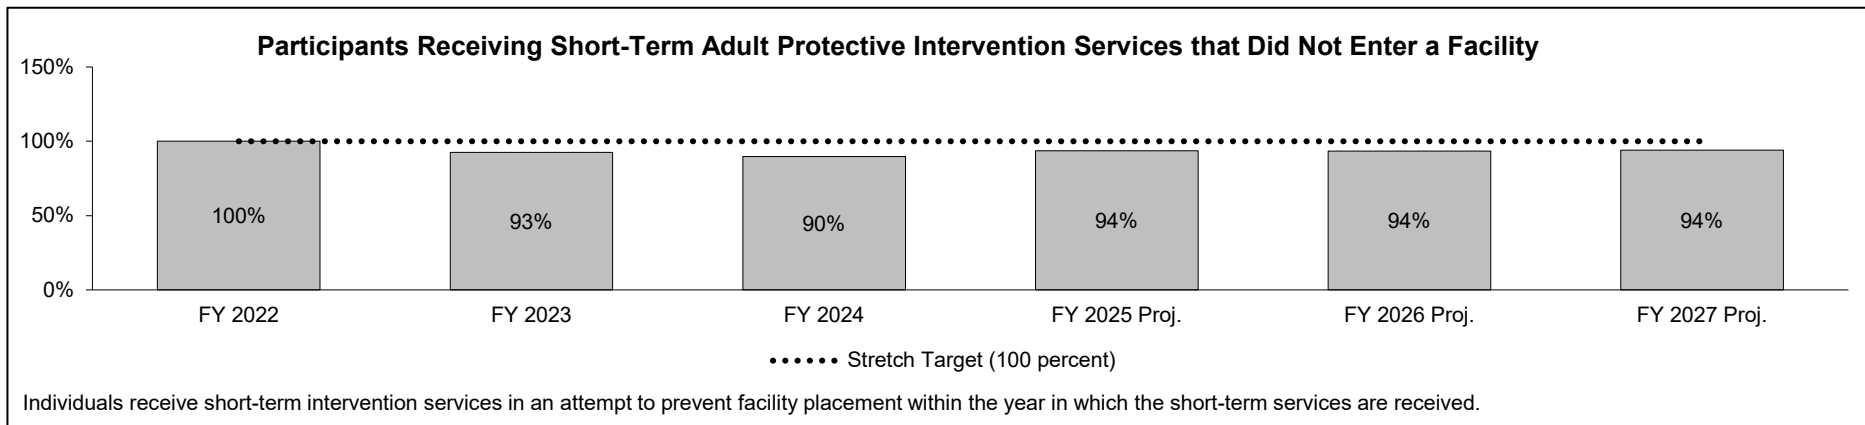 Participants Receiving Short-Term Adult Protective Intervention Services that Did Not Enter a Facility
150%
100%
50%
0%
100%
93%
90%
94%
94%
94%
FY 2022
FY 2023
FY 2024
FY 2025 Proj.
FY 2026 Proj.
FY 2027 Proj.
Stretch Target (100 percent)
Individuals receive short-term intervention services in an attempt to prevent facility placement within the year in which the short-term services are received.